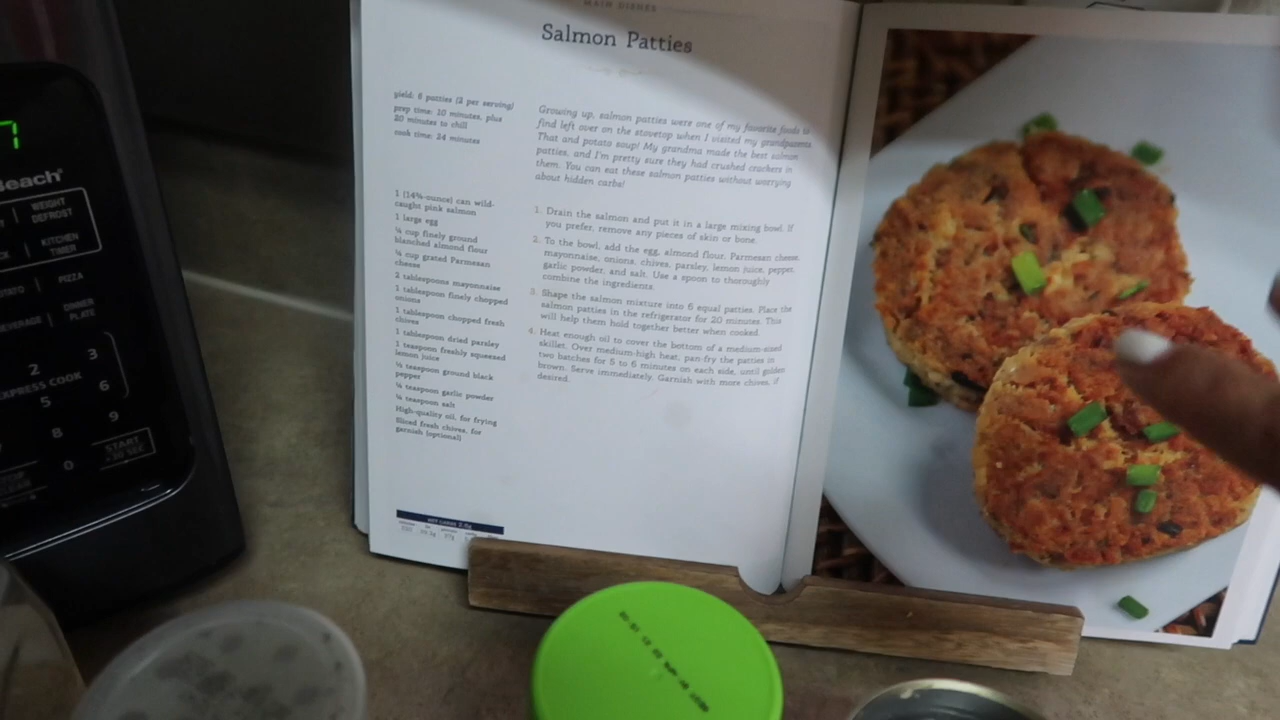 MAIN DISHES
Salmon Patties
yield: 6 patties (2 per serving)
prep time: 10 minutes, plus
20 minutes to chill
cook time: 24 minutes
Growing up, salmon patties were one of my favorite foods to
find left over on the stovetop when I visited my grandparents
That and potato soup! My grandma made the best salmon
patties, and I'm pretty sure they had crushed crackers in
them. You can eat these salmon patties without worrying
about hidden carbs!
1 (14¾-ounce) can wild-
caught pink salmon
1 large egg
cup finely ground
blanched almond flour
cup grated Parmesan
cheese
2 tablespoons mayonnaise
1 tablespoon finely chopped
onions
1 tablespoon chopped fresh
chives
1 tablespoon dried parsley
1 teaspoon freshly squeezed
lemon juice
teaspoon ground black
pepper
teaspoon garlic powder
teaspoon salt
High-quality oil, for frying
Sliced fresh chives, for
garnish (optional)
1. Drain the salmon and put it in a large mixing bowl. If
you prefer, remove any pieces of skin or bone.
2. To the bowl, add the egg, almond flour, Parmesan cheese,
mayonnaise, onions, chives, parsley, lemon juice, pepper,
garlic powder, and salt. Use a spoon to thoroughly
combine the ingredients.
3. Shape the salmon mixture into 6 equal patties. Place the
salmon patties in the refrigerator for 20 minutes. This
will help them hold together better when cooked.
4. Heat enough oil to cover the bottom of a medium-sized
skillet. Over medium-high heat, pan-fry the patties in
two batches for 5 to 6 minutes on each side, until golden
brown. Serve immediately. Garnish with more chives, if
desired.
7
Beach
WEIGHT
DEFROST
KITCHEN
TIMER
PIZZA
DINNER
PLATE
2 3
EXPRESS COOK
5 6
8 9
0
START
+30 SEC